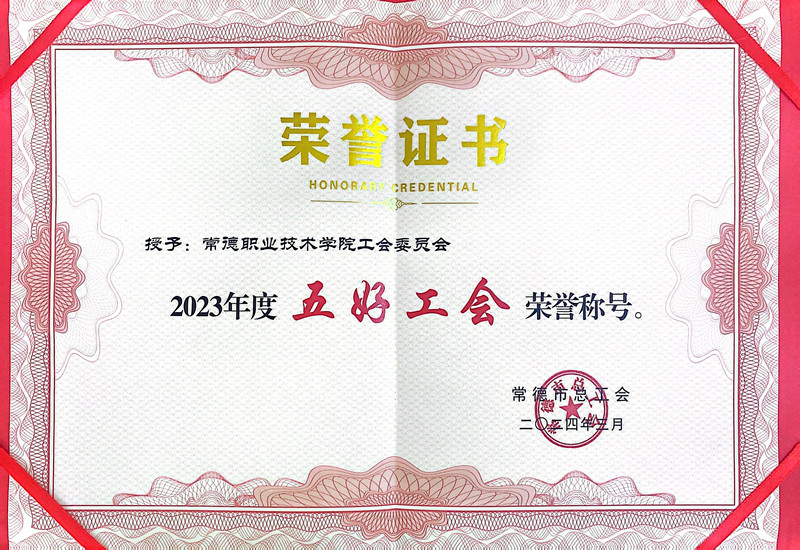 荣誉证书
HONORARY CREDENTIAL
授予：常德职业技术学院工会委员会
2023年度 五好工会 荣誉称号。
常德市总工会
二〇二四年三月